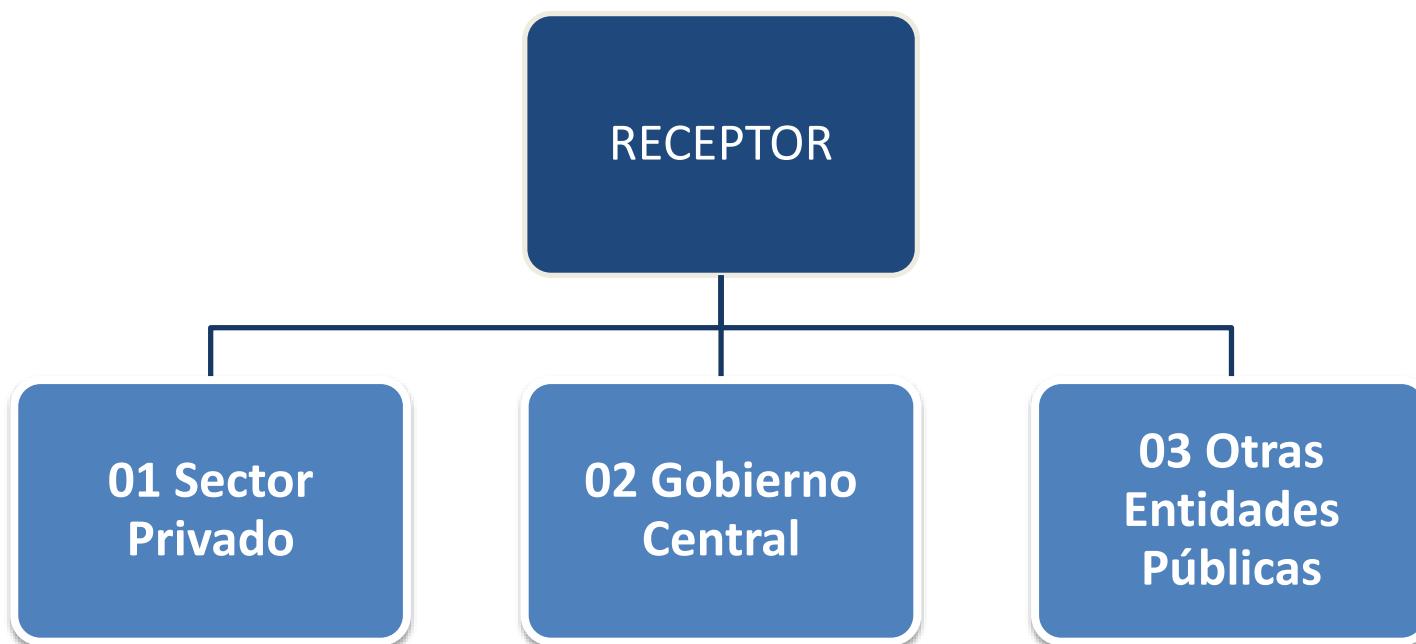 RECEPTOR
01 Sector
Privado
02 Gobierno
Central
03 Otras
Entidades
Públicas